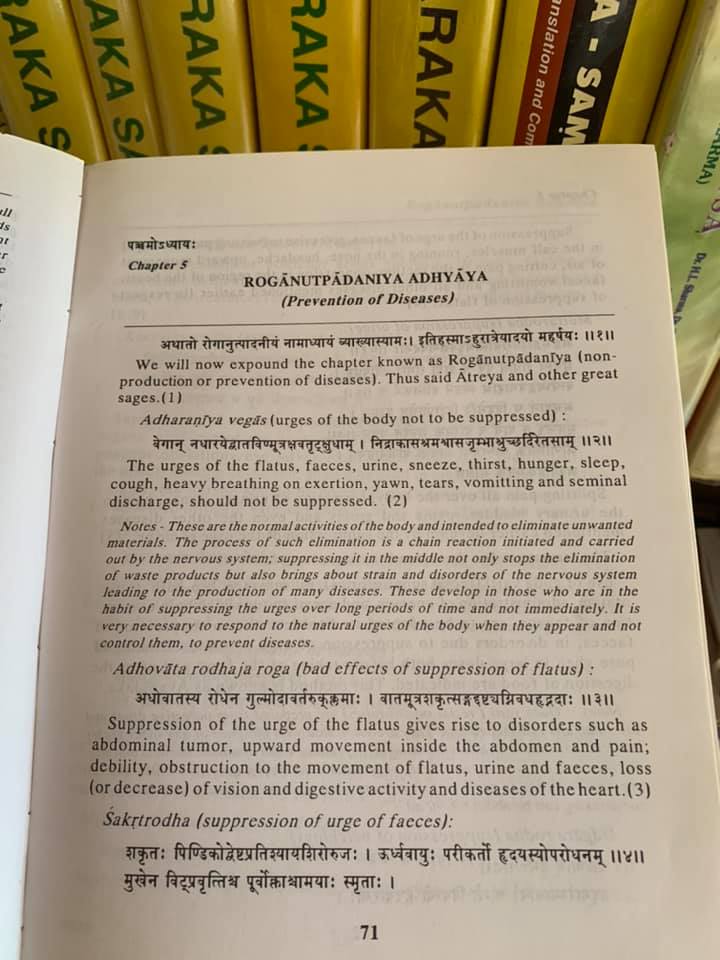 RAKA
ARAKA SA
ARAKA SA
ARAKA
ARAKA
anslation and Com
A - SAṂ
ARMA)
Dr. H.L. Sharma
पञ्चमोऽध्यायः
Chapter 5
ROGĀNUTPĀDANIYA ADHYĀYA
(Prevention of Diseases)
अथातो रोगानुत्पादनीयं नामाध्यायं व्याख्यास्यामः। इतिहस्माऽहुरात्रेयादयो महर्षयः ॥१॥
We will now expound the chapter known as Rogānutpādanīya (non-
production or prevention of diseases). Thus said Ātreya and other great
sages.(1)
Adharaṇīya vegās (urges of the body not to be suppressed) :
वेगान् नधारयेद्वातविण्मूत्रक्षवतृट्क्षुधाम् । निद्राकासश्रमश्वासजृम्भाश्रुच्छर्दिरेतसाम् ॥२॥
The urges of the flatus, faeces, urine, sneeze, thirst, hunger, sleep,
cough, heavy breathing on exertion, yawn, tears, vomitting and seminal
discharge, should not be suppressed. (2)
Notes - These are the normal activities of the body and intended to eliminate unwanted
materials. The process of such elimination is a chain reaction initiated and carried
out by the nervous system; suppressing it in the middle not only stops the elimination
of waste products but also brings about strain and disorders of the nervous system
leading to the production of many diseases. These develop in those who are in the
habit of suppressing the urges over long periods of time and not immediately. It is
very necessary to respond to the natural urges of the body when they appear and not
control them, to prevent diseases.
Adhovāta rodhaja roga (bad effects of suppression of flatus) :
अधोवातस्य रोधेन गुल्मोदावर्तरुक्क्लमाः । वातमूत्रशकृत्सङ्गदृष्ट्यग्निवधहृद्गदाः ॥३॥
Suppression of the urge of the flatus gives rise to disorders such as
abdominal tumor, upward movement inside the abdomen and pain;
debility, obstruction to the movement of flatus, urine and faeces, loss
(or decrease) of vision and digestive activity and diseases of the heart.(3)
Śakṛtrodha (suppression of urge of faeces):
शकृतः पिण्डिकोद्वेष्टप्रतिश्यायशिरोरुजः । ऊर्ध्ववायुः परीकर्तो हृदयस्योपरोधनम् ॥४॥
मुखेन विट्प्रवृत्तिश्च पूर्वोक्ताश्चामयाः स्मृताः ।
71